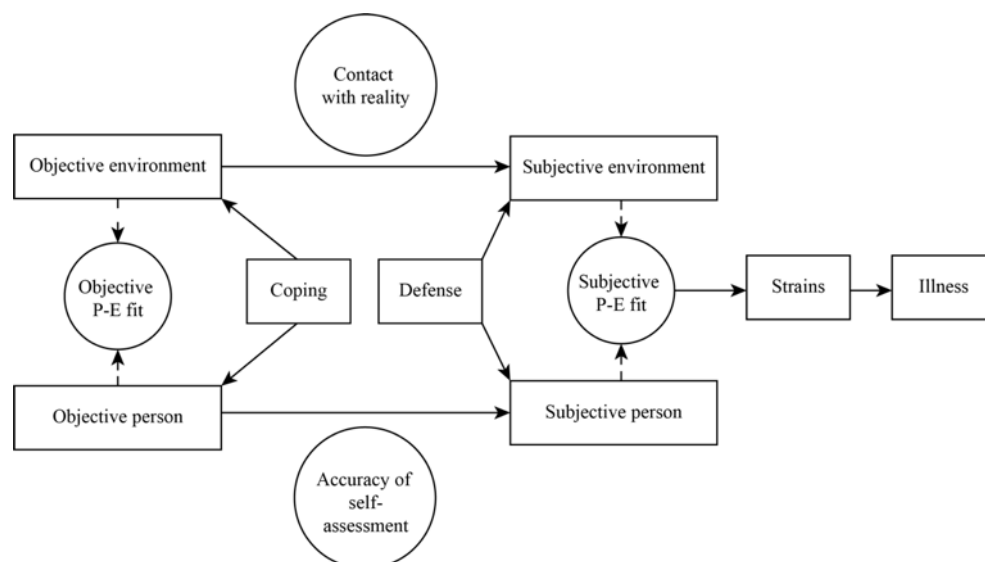 Contact
with reality
Objective environment
Subjective environment
Objective
P-E fit
Coping
Defense
Subjective
P-E fit
Strains
Illness
Objective person
Subjective person
Accuracy of
self-
assessment